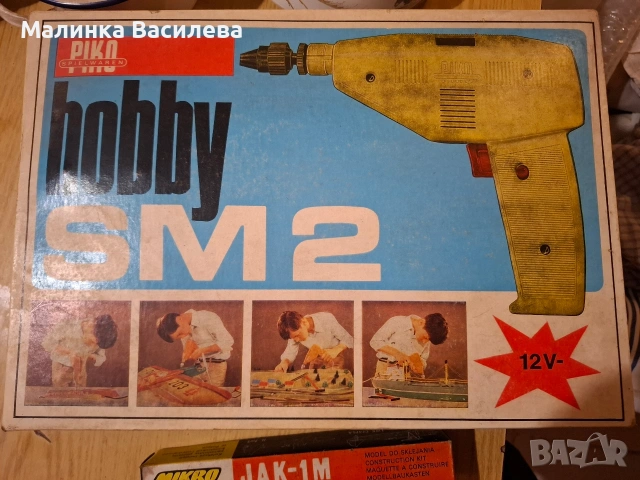 Малинка Василева
PIKO
SPIELWAREN
hobby
SM2
12V-
MIKRO
JAK-1M
MODEL DO SKLEJANIA
CONSTRUCTION KIT
MAQUETTE A CONSTRUIRE
MODELLBAUKASTEN
BAZAR